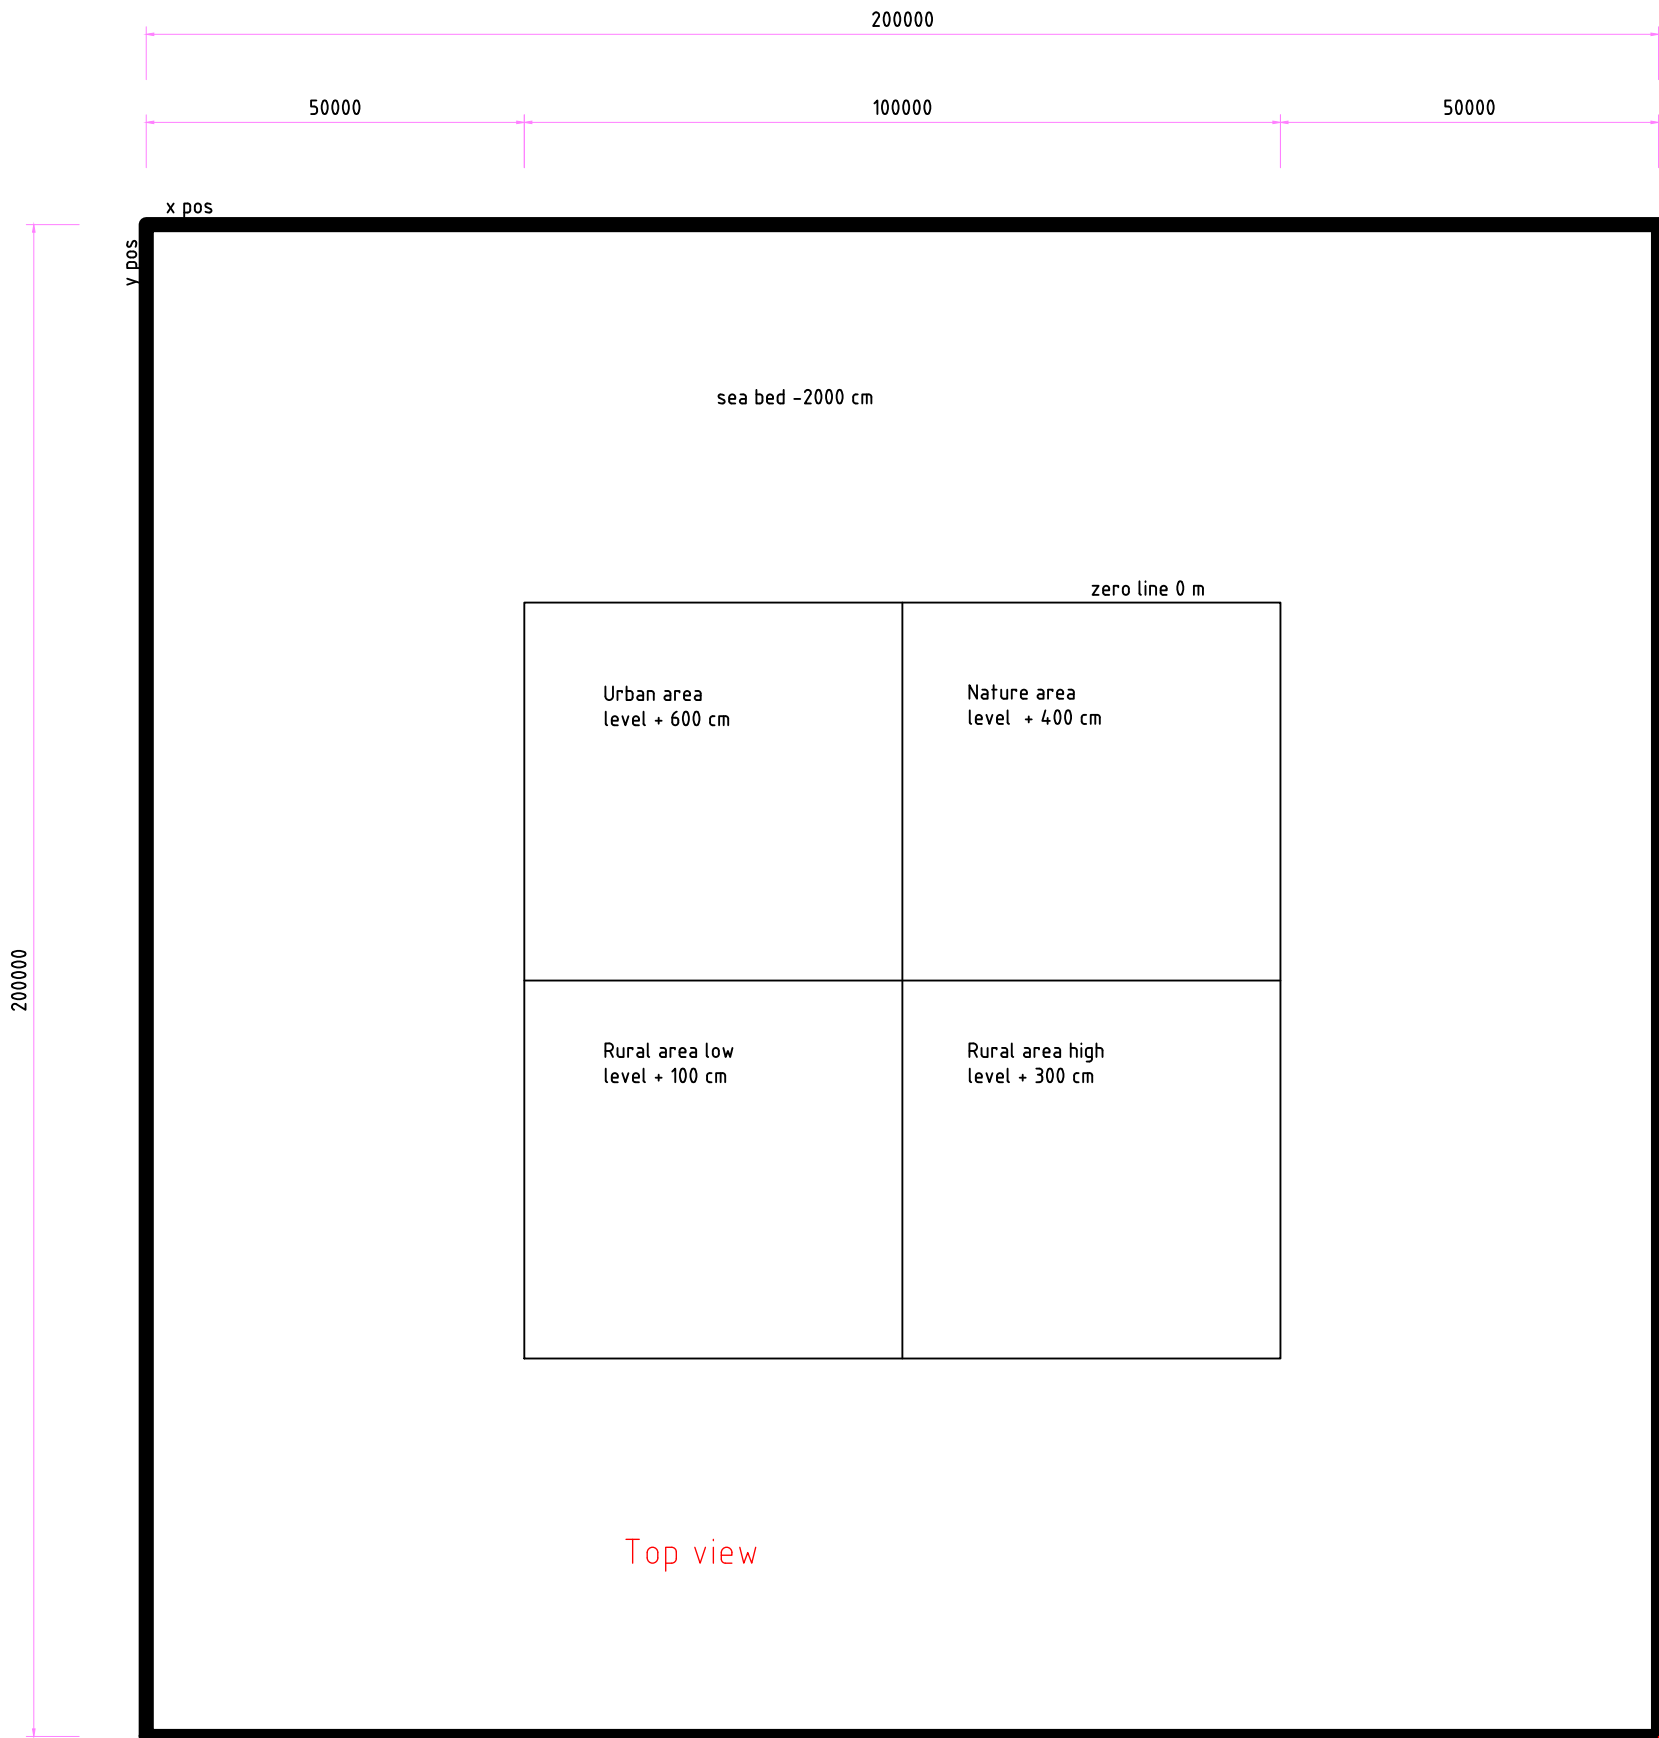 200000
50000
100000
50000
x pos
y pos
sea bed -2000 cm
zero line 0 m
Urban area
level + 600 cm
Nature area
level  + 400 cm
200000
Rural area low
level + 100 cm
Rural area high
level + 300 cm
Top view